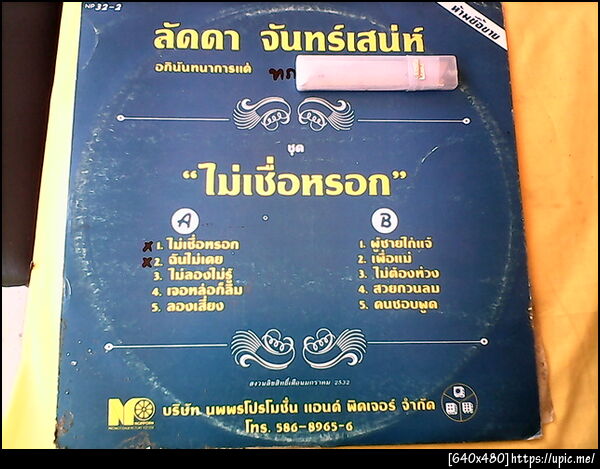 NP 32-2
ห้ามซื้อขาย
ลัดดา จันทร์เสน่ห์
อภินันทนาการแด่
ชุด
“ไม่เชื่อหรอก”
A
x 1. ไม่เชื่อหรอก
x 2. ฉันไม่เคย
3. ไม่ลองไม่รู้
4. เจอหล่อก็ลืม
5. ลองเสี่ยง
B
1. ผู้ชายไก่แจ้
2. เพื่อแม่
3. ไม่ต้องห่วง
4. สวยกวนลม
5. คนชอบพูด
สงวนลิขสิทธิ์เดือนมกราคม 2532
บริษัท นพพรโปรโมชั่น แอนด์ พิคเจอร์ จำกัด
โทร. 586-8965-6
[640x480]https://upic.me/